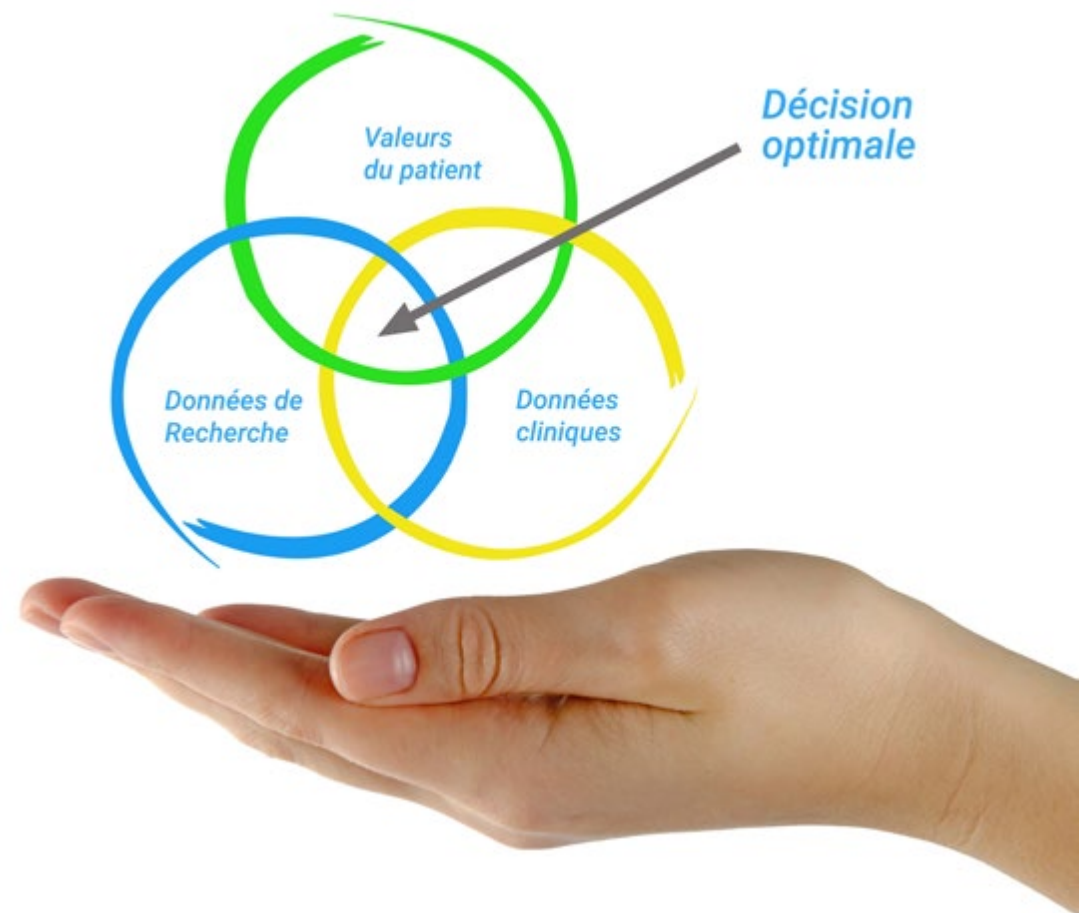 Décision
optimale
Valeurs
du patient
Données de
Recherche
Données
cliniques